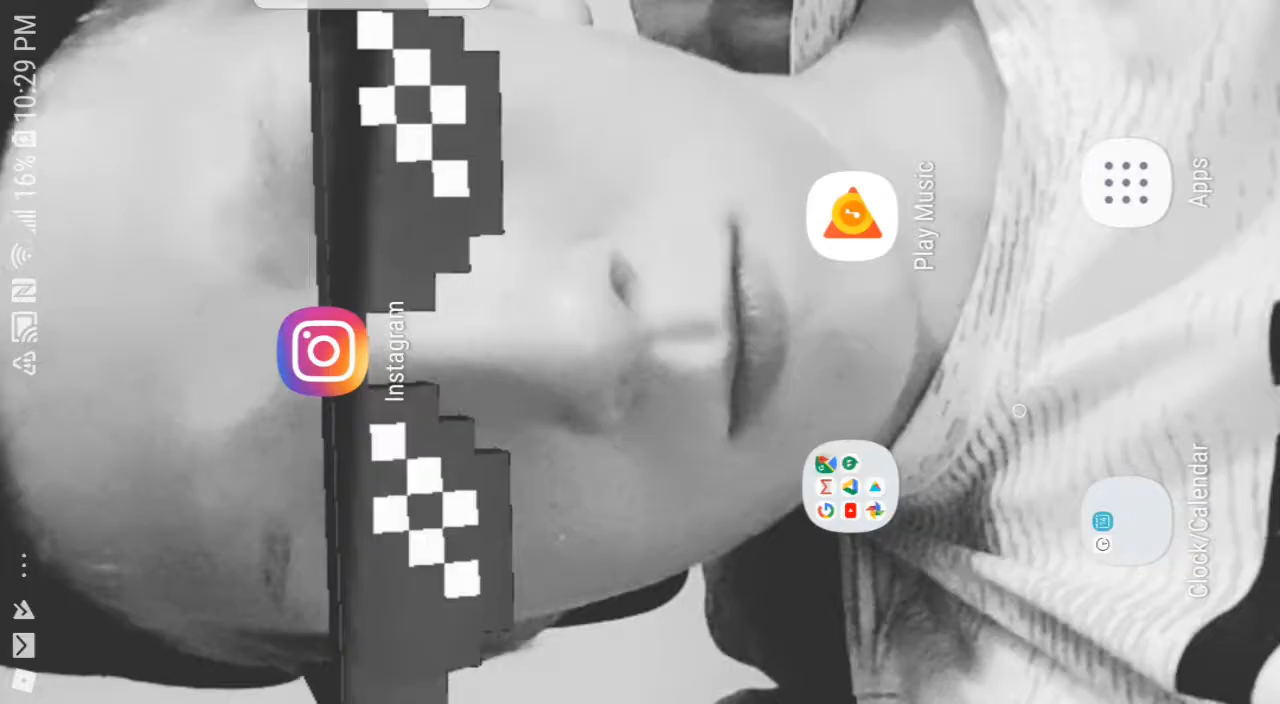 16% 10:29 PM
Instagram
Play Music
Clock/Calendar
Apps